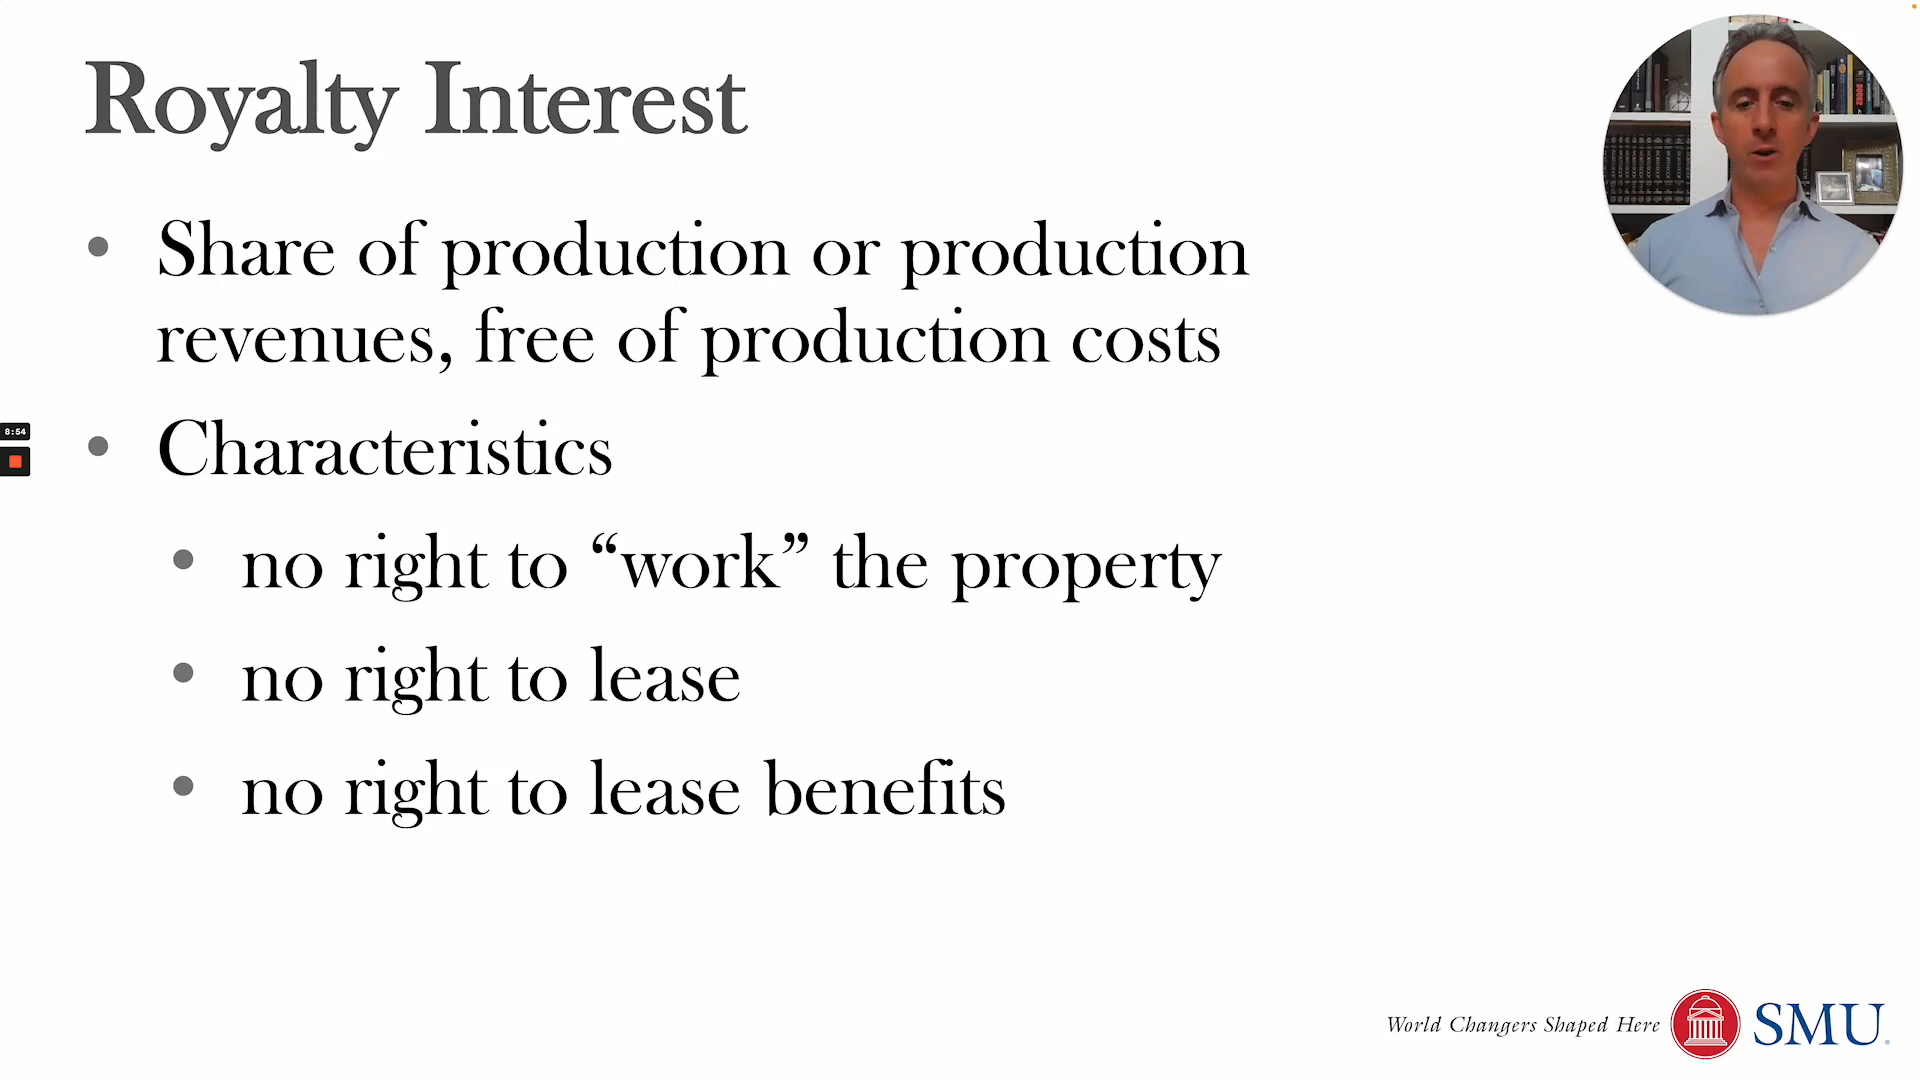 Royalty Interest
• Share of production or production
revenues, free of production costs
• Characteristics
• no right to “work” the property
• no right to lease
• no right to lease benefits
8:54
World Changers Shaped Here
SMU